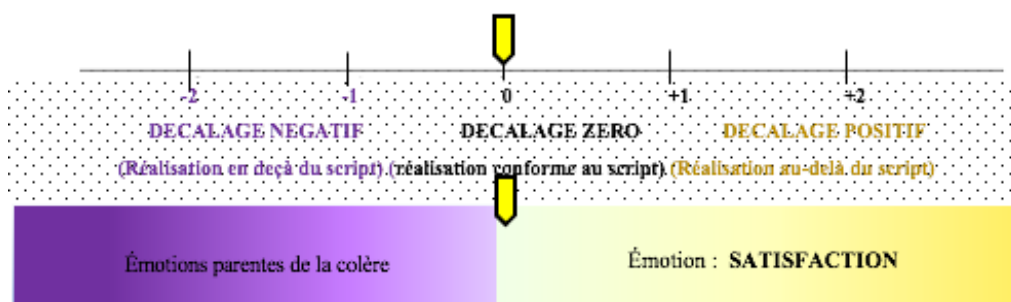 -2 -1 0 +1 +2
DECALAGE NEGATIF DECALAGE ZERO DECALAGE POSITIF
(Réalisation en deçà du script) (réalisation conforme au script) (Réalisation au-delà du script)
Émotions parentes de la colère Émotion : SATISFACTION